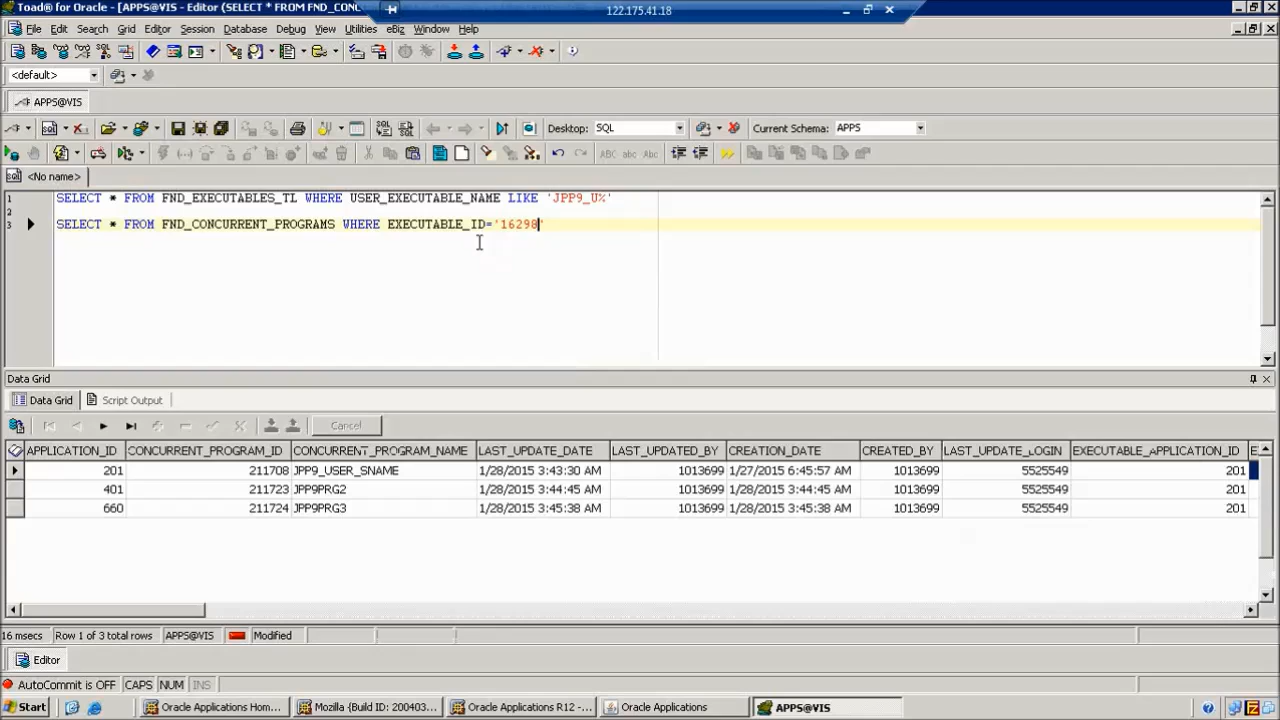 Toad® for Oracle - [APPS@VIS - Editor (SELECT * FROM FND_CONC
122.175.41.18
File Edit Search Grid Editor Session Database Debug View Utilities eBiz Window Help
<default>
APPS@VIS
Desktop: SQL Current Schema: APPS
(No name)
1 SELECT * FROM FND_EXECUTABLES_TL WHERE USER_EXECUTABLE_NAME LIKE 'JPP9_U%'
2
3 SELECT * FROM FND_CONCURRENT_PROGRAMS WHERE EXECUTABLE_ID='16298'
Data Grid
Data Grid Script Output
Cancel
APPLICATION_ID CONCURRENT_PROGRAM_ID CONCURRENT_PROGRAM_NAME LAST_UPDATE_DATE LAST_UPDATED_BY CREATION_DATE CREATED_BY LAST_UPDATE_LOGIN EXECUTABLE_APPLICATION_ID E
201 211708 JPP9_USER_SNAME 1/28/2015 3:43:30 AM 1013699 1/27/2015 6:45:57 AM 1013699 5525549 201
401 211723 JPP9PRG2 1/28/2015 3:44:45 AM 1013699 1/28/2015 3:44:45 AM 1013699 5525549 201
660 211724 JPP9PRG3 1/28/2015 3:45:38 AM 1013699 1/28/2015 3:45:38 AM 1013699 5525549 201
16 msecs Row 1 of 3 total rows APPS@VIS Modified
Editor
AutoCommit is OFF CAPS NUM INS
Start Oracle Applications Hom... Mozilla {Build ID: 200403... Oracle Applications R12 -... Oracle Applications APPS@VIS